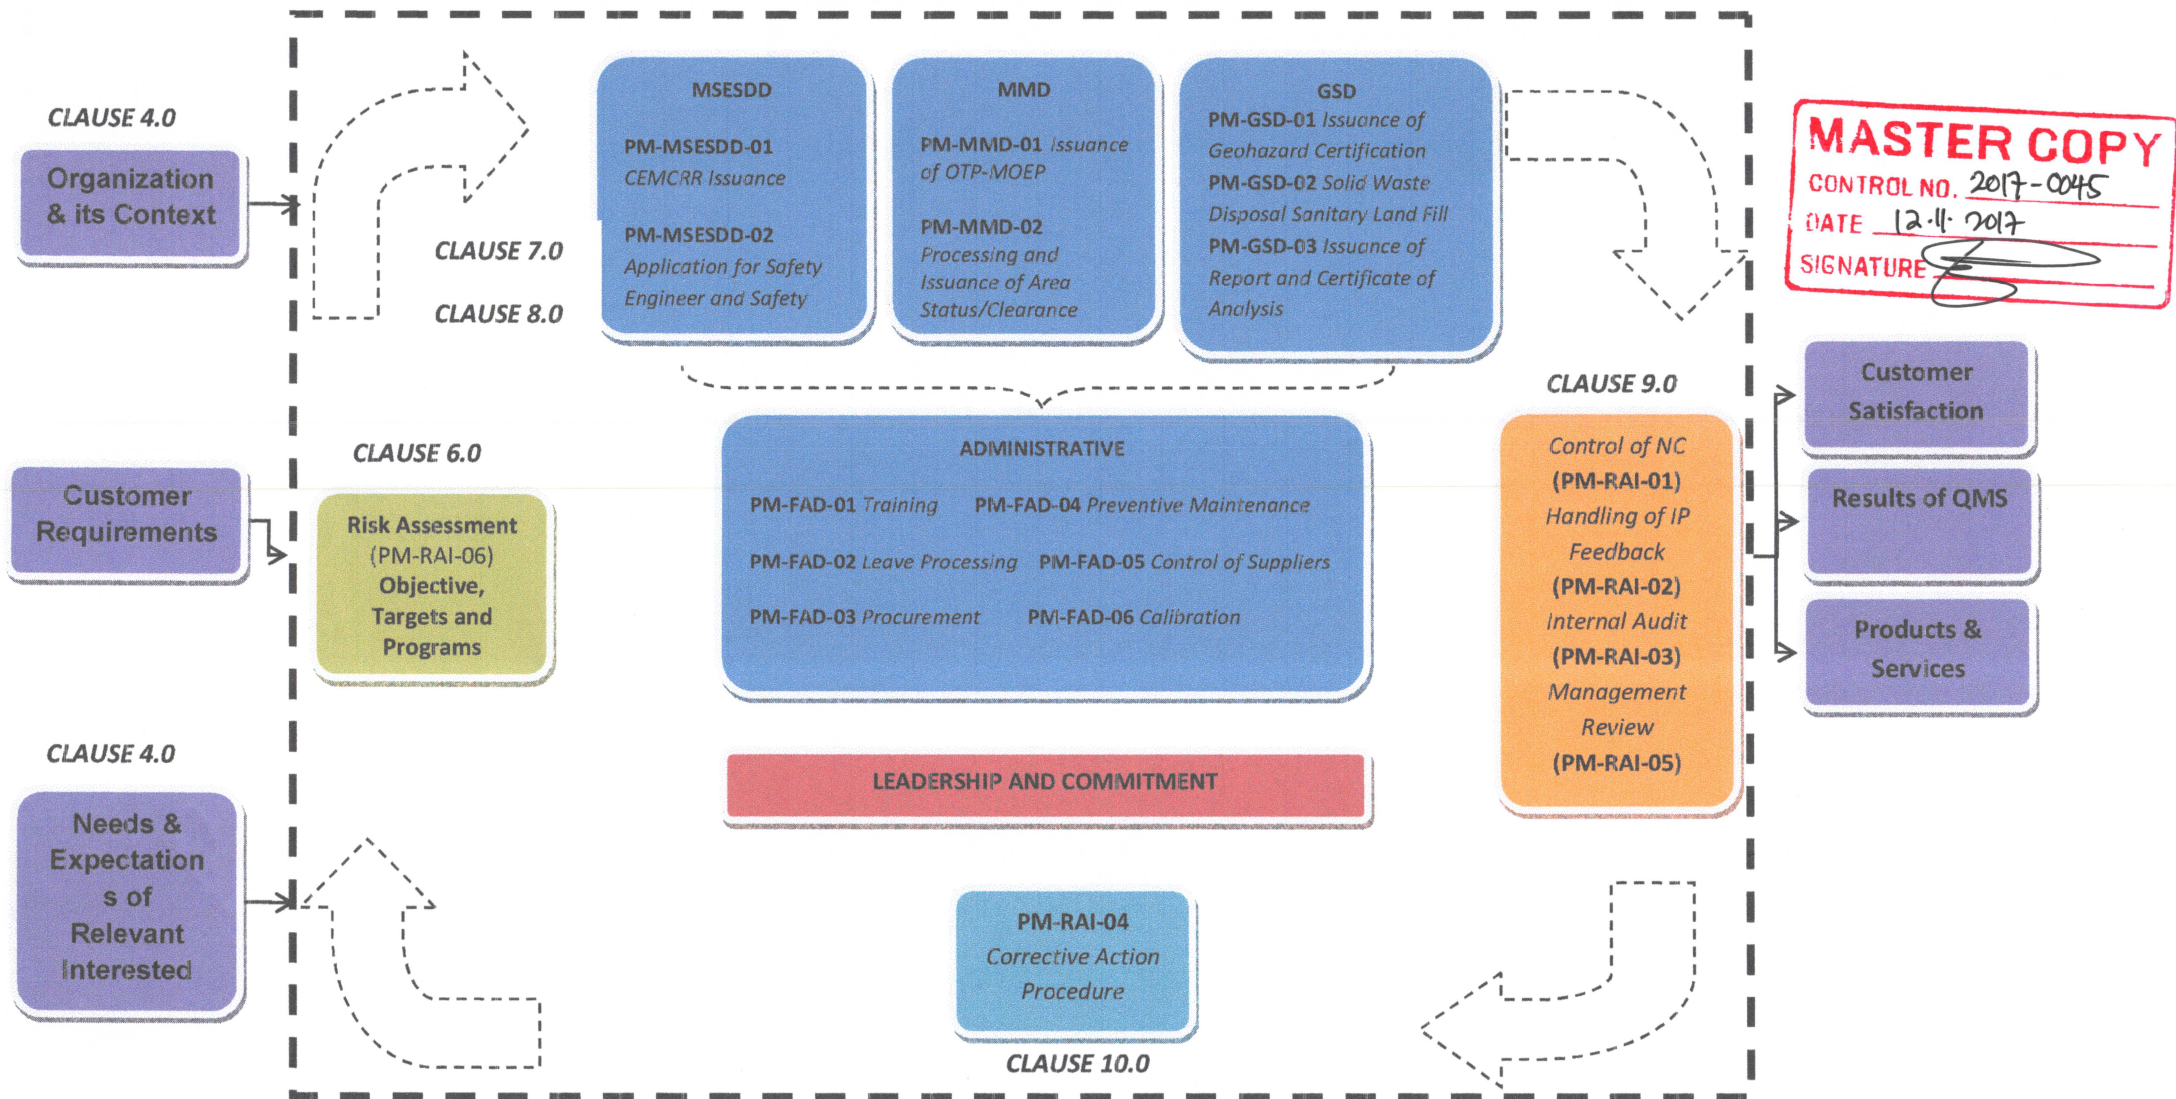 CLAUSE 4.0
Organization
& its Context
Customer
Requirements
CLAUSE 4.0
Needs &
Expectation
s of
Relevant
Interested
CLAUSE 7.0
CLAUSE 8.0
MSESDD
PM-MSESDD-01
CEMCRR Issuance
PM-MSESDD-02
Application for Safety
Engineer and Safety
MMD
PM-MMD-01 Issuance
of OTP-MOEP
PM-MMD-02
Processing and
Issuance of Area
Status/Clearance
GSD
PM-GSD-01 Issuance of
Geohazard Certification
PM-GSD-02 Solid Waste
Disposal Sanitary Land Fill
PM-GSD-03 Issuance of
Report and Certificate of
Analysis
CLAUSE 6.0
Risk Assessment
(PM-RAI-06)
Objective,
Targets and
Programs
ADMINISTRATIVE
PM-FAD-01 Training PM-FAD-04 Preventive Maintenance
PM-FAD-02 Leave Processing PM-FAD-05 Control of Suppliers
PM-FAD-03 Procurement PM-FAD-06 Calibration
LEADERSHIP AND COMMITMENT
PM-RAI-04
Corrective Action
Procedure
CLAUSE 10.0
CLAUSE 9.0
Control of NC
(PM-RAI-01)
Handling of IP
Feedback
(PM-RAI-02)
Internal Audit
(PM-RAI-03)
Management
Review
(PM-RAI-05)
MASTER COPY
CONTROL NO. 2017-0045
DATE 12.11.2017
SIGNATURE
Customer
Satisfaction
Results of QMS
Products &
Services